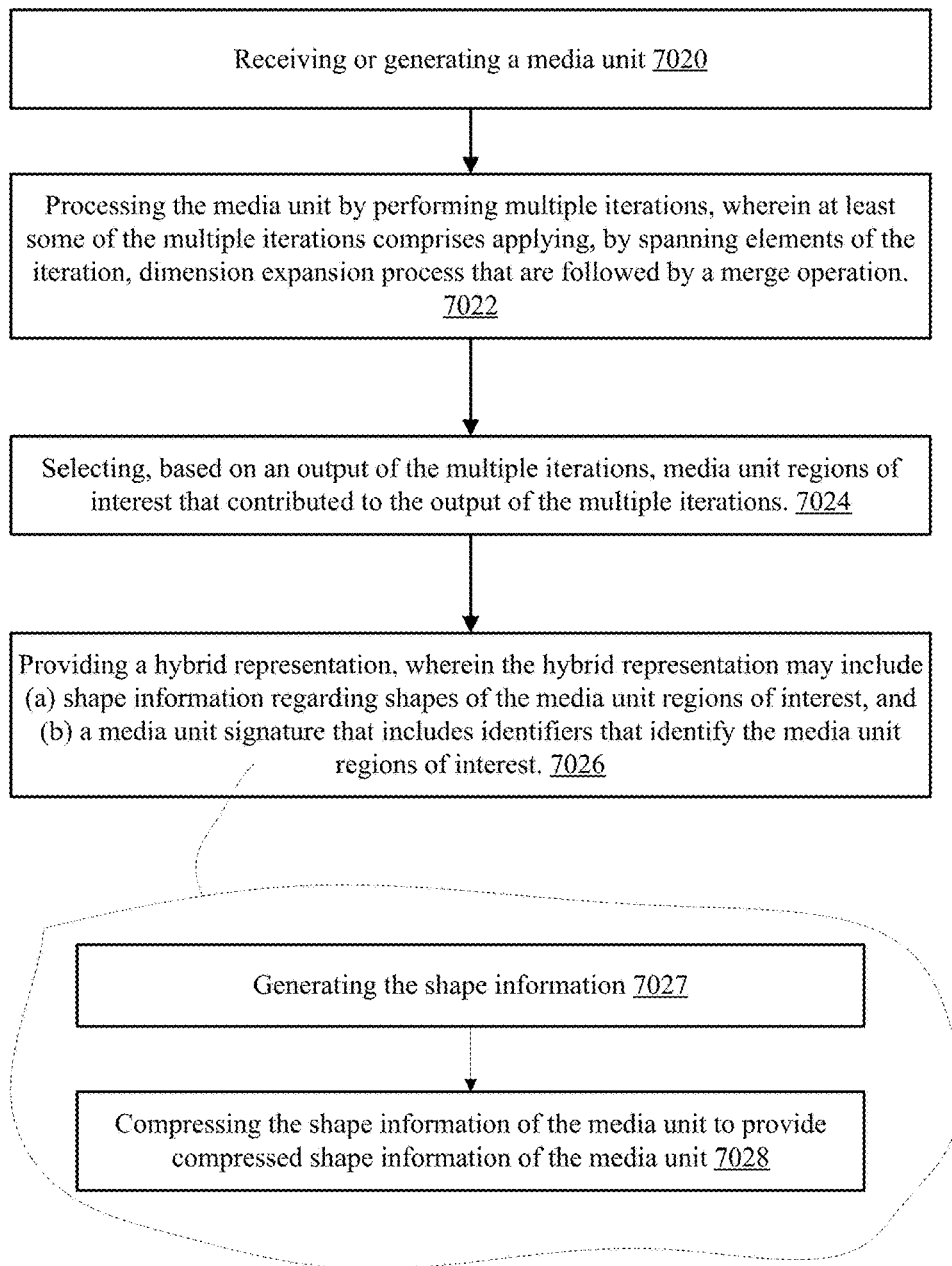 Receiving or generating a media unit 7020
Processing the media unit by performing multiple iterations, wherein at least
some of the multiple iterations comprises applying, by spanning elements of the
iteration, dimension expansion process that are followed by a merge operation.
7022
Selecting, based on an output of the multiple iterations, media unit regions of
interest that contributed to the output of the multiple iterations. 7024
Providing a hybrid representation, wherein the hybrid representation may include
(a) shape information regarding shapes of the media unit regions of interest, and
(b) a media unit signature that includes identifiers that identify the media unit
regions of interest. 7026
Generating the shape information 7027
Compressing the shape information of the media unit to provide
compressed shape information of the media unit 7028